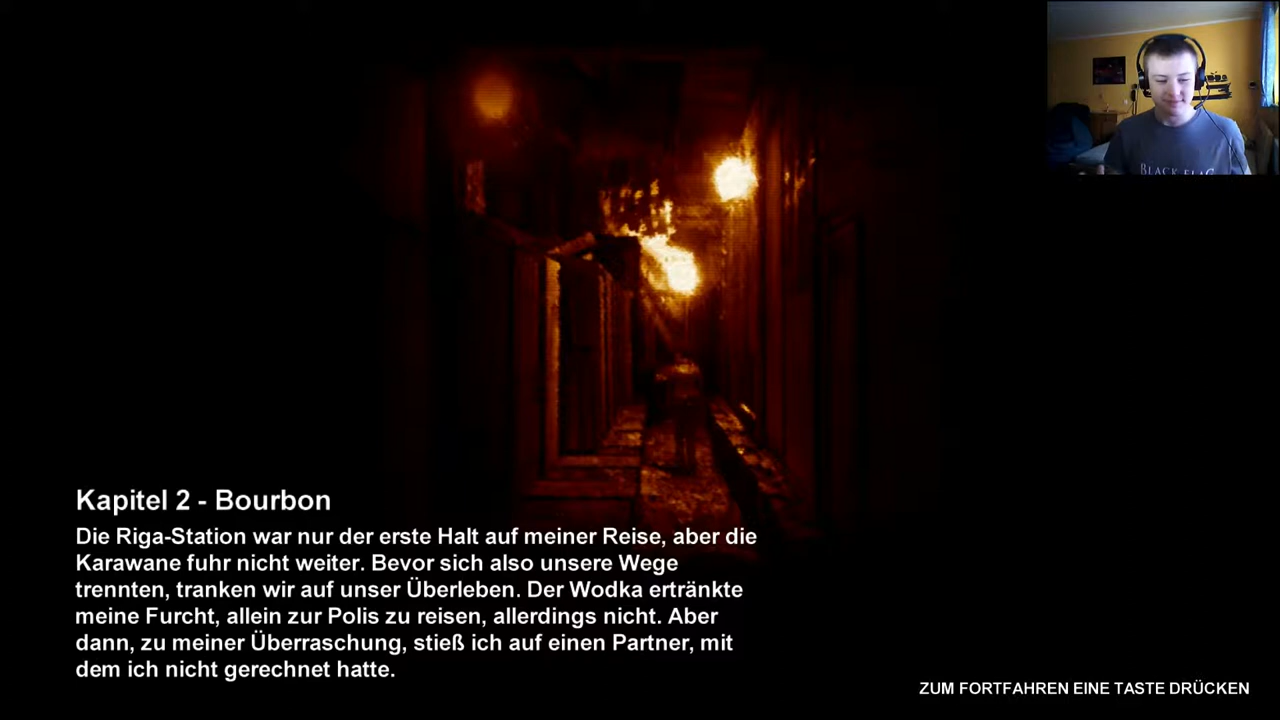 BLACK FLAG
Kapitel 2 - Bourbon
Die Riga-Station war nur der erste Halt auf meiner Reise, aber die
Karawane fuhr nicht weiter. Bevor sich also unsere Wege
trennten, tranken wir auf unser Überleben. Der Wodka ertränkte
meine Furcht, allein zur Polis zu reisen, allerdings nicht. Aber
dann, zu meiner Überraschung, stieß ich auf einen Partner, mit
dem ich nicht gerechnet hatte.
ZUM FORTFAHREN EINE TASTE DRÜCKEN